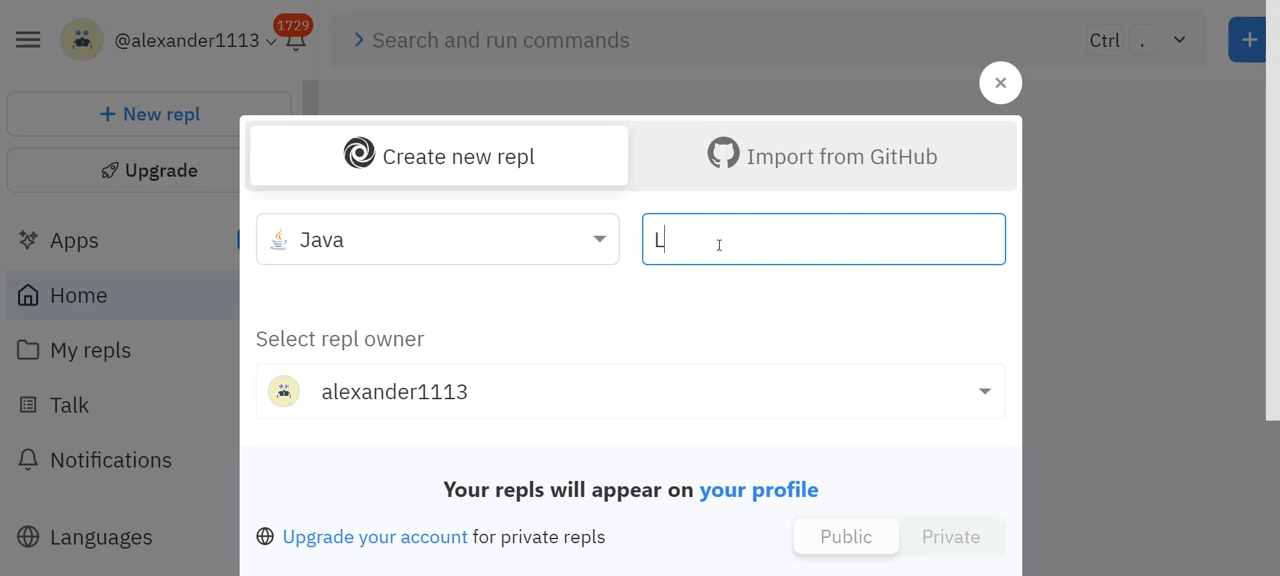 @alexander1113
1729
Search and run commands
Ctrl .
+
×
+ New repl
Create new repl
Import from GitHub
Upgrade
Java
L
Apps
Home
Select repl owner
My repls
alexander1113
Talk
Notifications
Your repls will appear on your profile
Languages
Upgrade your account for private repls
Public
Private